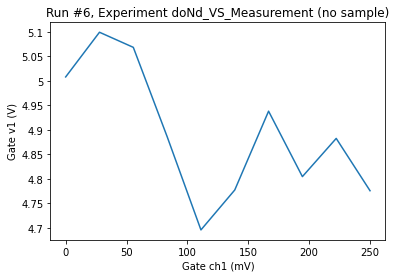 Run #6, Experiment doNd_VS_Measurement (no sample)
5.1
5.05
5
4.95
4.9
4.85
4.8
4.75
4.7
Gate v1 (V)
0 50 100 150 200 250
Gate ch1 (mV)